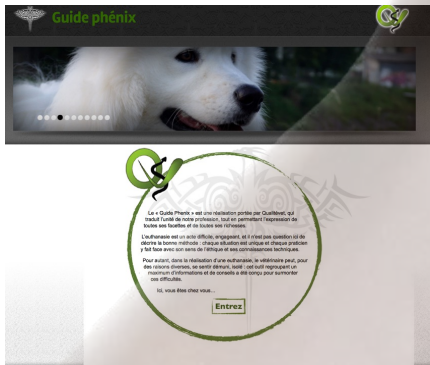 Guide phénix
Le « Guide Phenix » est une réalisation portée par Qualitévet, qui
traduit l'unité de notre profession, tout en permettant l'expression de
toutes ses facettes et de toutes ses richesses.
L'euthanasie est un acte difficile, engageant, et il n'est pas question ici de
décrire la bonne méthode : chaque situation est unique et chaque praticien
y fait face avec son sens de l'éthique et ses connaissances techniques.
Pour autant, dans la réalisation d'une euthanasie, le vétérinaire peut, pour
des raisons diverses, se sentir démuni, isolé : cet outil regroupant un
maximum d'informations et de conseils a été conçu pour surmonter
ces difficultés.
Ici, vous êtes chez vous...
Entrez